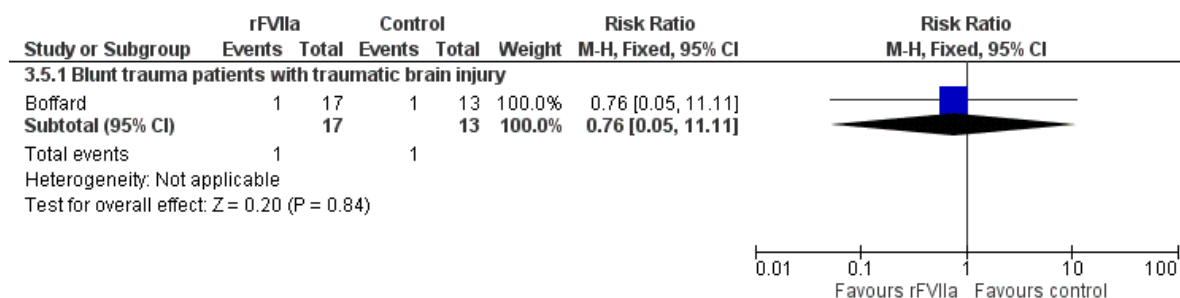 rFVIIa Control Risk Ratio Risk Ratio
Study or Subgroup Events Total Events Total Weight M-H, Fixed, 95% CI M-H, Fixed, 95% CI
3.5.1 Blunt trauma patients with traumatic brain injury
Boffard 1 17 1 13 100.0% 0.76 [0.05, 11.11]
Subtotal (95% CI) 17 13 100.0% 0.76 [0.05, 11.11]
Total events 1 1
Heterogeneity: Not applicable
Test for overall effect: Z = 0.20 (P = 0.84)
0.01 0.1 1 10 100
Favours rFVIIa Favours control